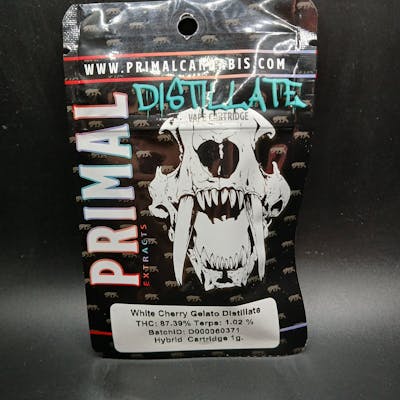 WWW.PRIMALCANNABIS.COM
DISTILLATE
VAPE CARTRIDGE
PRIMAL
EXTRACTS
White Cherry Gelato Distillate
THC: 87.39% Terps: 1.02 %
BatchID: D000060371
Hybrid Cartridge 1g.